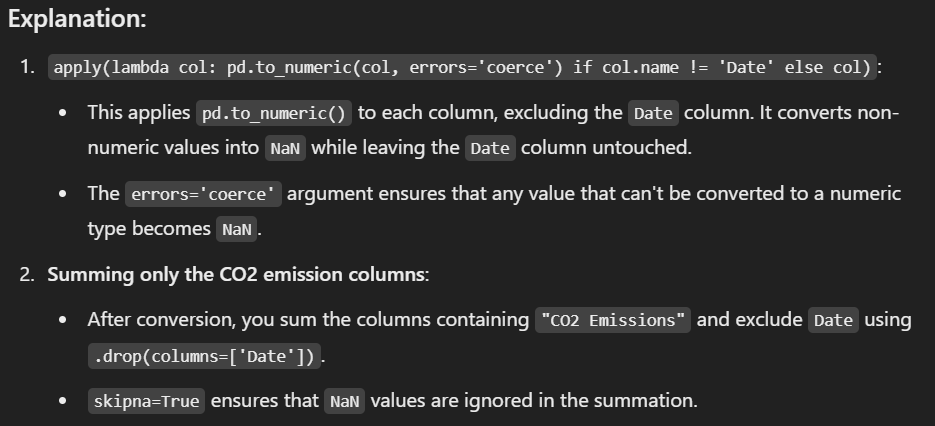 Explanation:
1. apply(lambda col: pd.to_numeric(col, errors='coerce') if col.name != 'Date' else col):
• This applies pd.to_numeric() to each column, excluding the Date column. It converts non-
numeric values into NaN while leaving the Date column untouched.
• The errors='coerce' argument ensures that any value that can't be converted to a numeric
type becomes NaN.
2. Summing only the CO2 emission columns:
• After conversion, you sum the columns containing "CO2 Emissions" and exclude Date using
.drop(columns=['Date']).
• skipna=True ensures that NaN values are ignored in the summation.